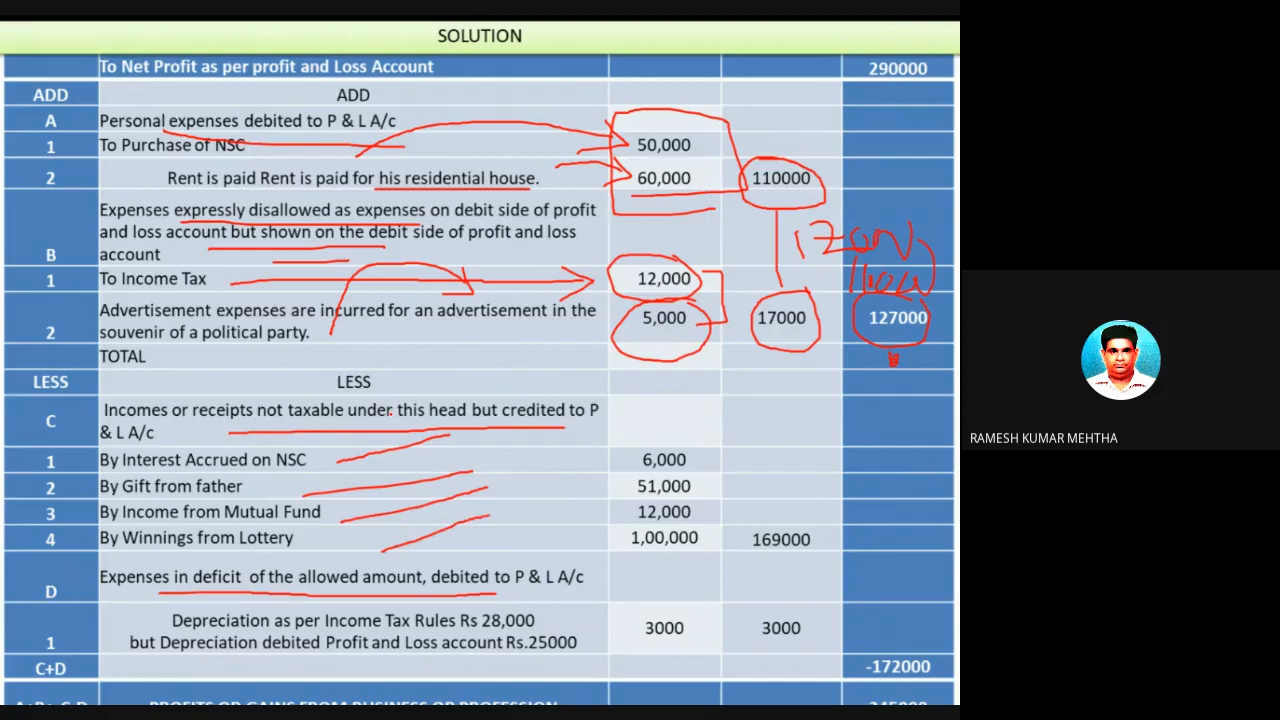 SOLUTION
To Net Profit as per profit and Loss Account 290000
ADD ADD
A Personal expenses debited to P & L A/c
1 To Purchase of NSC 50,000
2 Rent is paid Rent is paid for his residential house. 60,000 110000
Expenses expressly disallowed as expenses on debit side of profit
and loss account but shown on the debit side of profit and loss
B account
1 To Income Tax 12,000
Advertisement expenses are incurred for an advertisement in the 5,000 17000 127000
2 souvenir of a political party.
TOTAL
LESS LESS
C Incomes or receipts not taxable under this head but credited to P
& L A/c
1 By Interest Accrued on NSC 6,000
2 By Gift from father 51,000
3 By Income from Mutual Fund 12,000
4 By Winnings from Lottery 1,00,000 169000
D Expenses in deficit of the allowed amount, debited to P & L A/c
Depreciation as per Income Tax Rules Rs 28,000 3000 3000
1 but Depreciation debited Profit and Loss account Rs.25000
C+D -172000
PROFITS OR GAINS FROM BUSINESS OR PROFESSION
RAMESH KUMAR MEHTHA